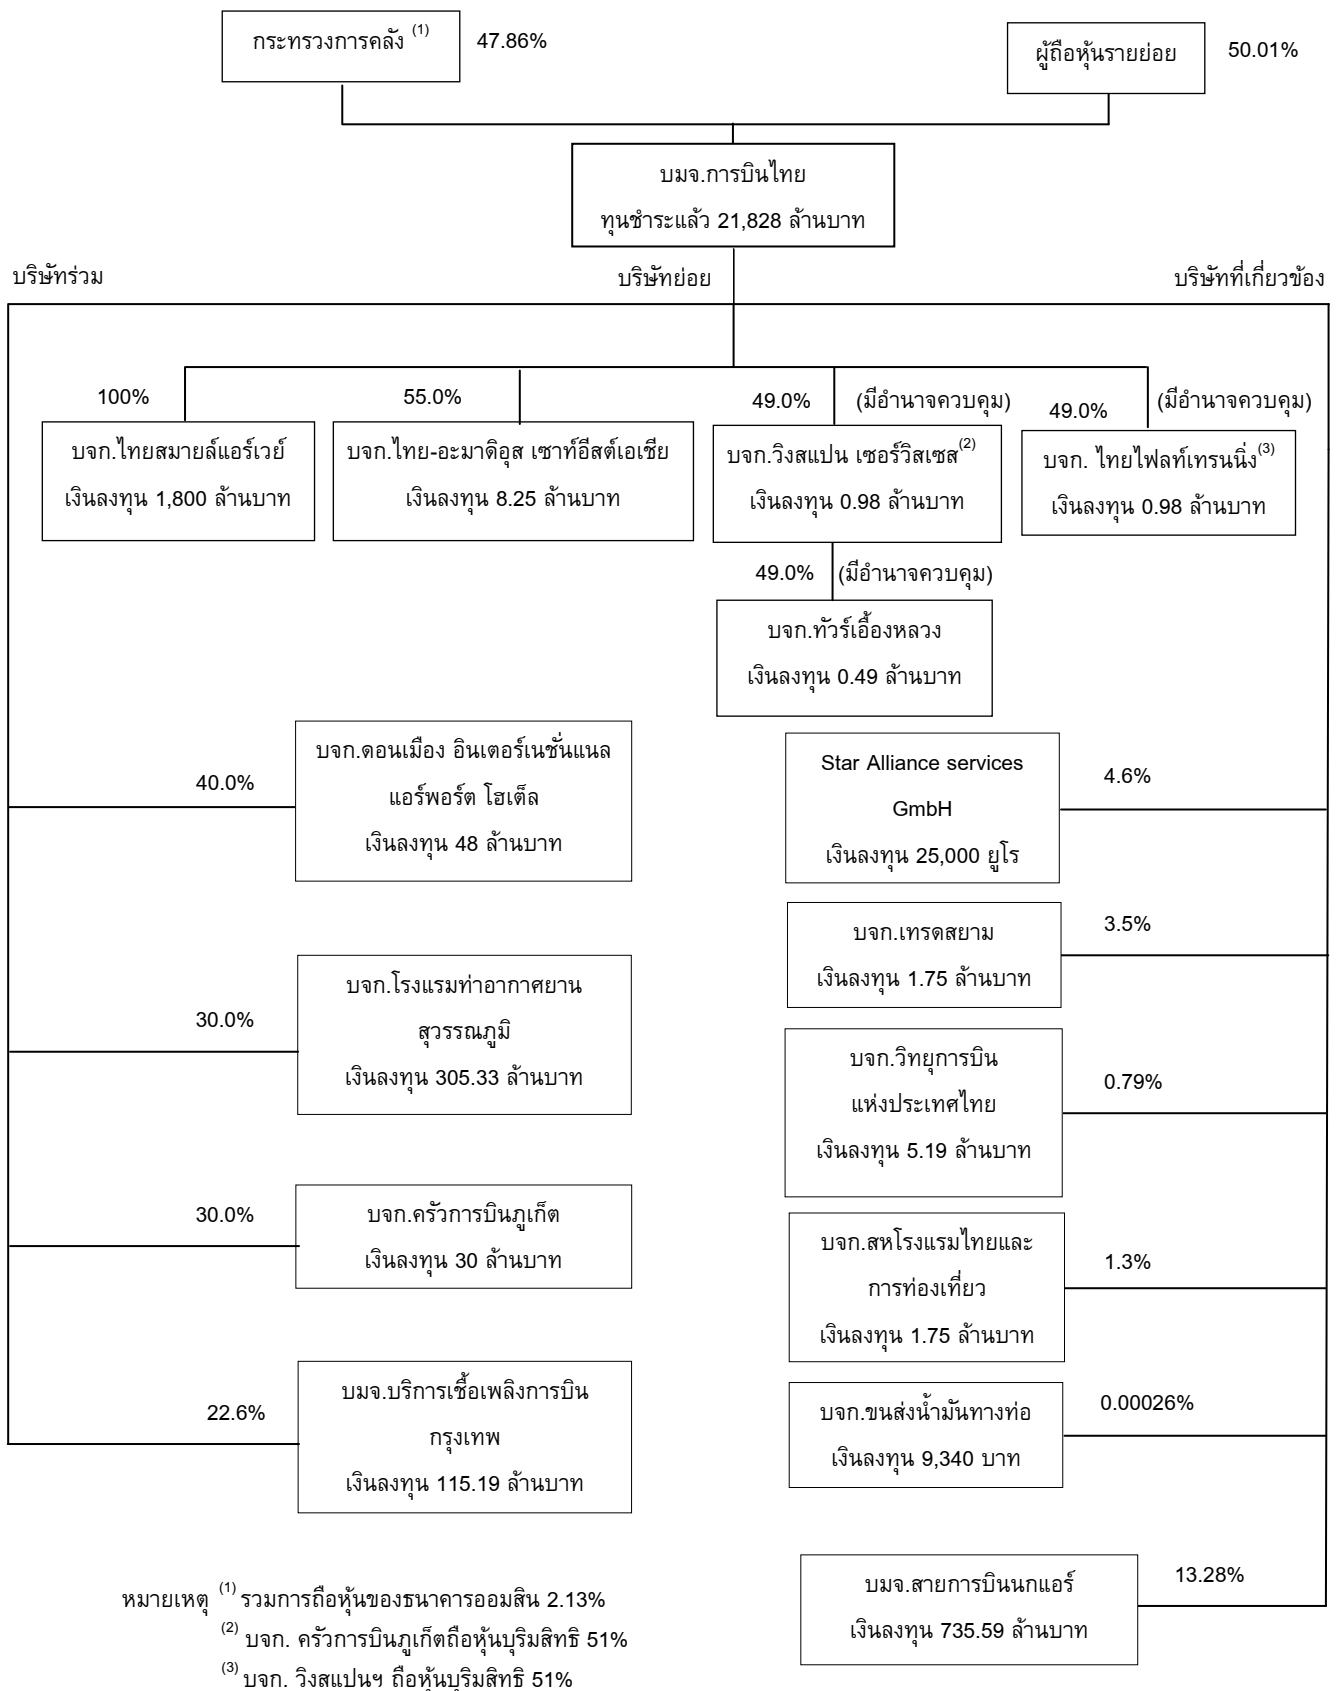 กระทรวงการคลัง (1) 47.86%
ผู้ถือหุ้นรายย่อย 50.01%
บมจ.การบินไทย
ทุนชำระแล้ว 21,828 ล้านบาท
บริษัทร่วม บริษัทย่อย บริษัทที่เกี่ยวข้อง
100%
บจก.ไทยสมายล์แอร์เวย์
เงินลงทุน 1,800 ล้านบาท
55.0%
บจก.ไทย-อะมาดิอุส เซาท์อีสต์เอเชีย
เงินลงทุน 8.25 ล้านบาท
49.0% (มีอำนาจควบคุม)
บจก.วิงสแปน เซอร์วิสเซส(2)
เงินลงทุน 0.98 ล้านบาท
49.0% (มีอำนาจควบคุม)
บจก. ไทยไฟลท์เทรนนิ่ง(3)
เงินลงทุน 0.98 ล้านบาท
49.0% (มีอำนาจควบคุม)
บจก.ทัวร์เอื้องหลวง
เงินลงทุน 0.49 ล้านบาท
40.0%
บจก.ดอนเมือง อินเตอร์เนชั่นแนล
แอร์พอร์ต โฮเต็ล
เงินลงทุน 48 ล้านบาท
30.0%
บจก.โรงแรมท่าอากาศยาน
สุวรรณภูมิ
เงินลงทุน 305.33 ล้านบาท
30.0%
บจก.ครัวการบินภูเก็ต
เงินลงทุน 30 ล้านบาท
22.6%
บมจ.บริการเชื้อเพลิงการบิน
กรุงเทพ
เงินลงทุน 115.19 ล้านบาท
Star Alliance services
GmbH
เงินลงทุน 25,000 ยูโร
4.6%
บจก.เทรดสยาม
เงินลงทุน 1.75 ล้านบาท
3.5%
บจก.วิทยุการบิน
แห่งประเทศไทย
เงินลงทุน 5.19 ล้านบาท
0.79%
บจก.สหโรงแรมไทยและ
การท่องเที่ยว
เงินลงทุน 1.75 ล้านบาท
1.3%
บจก.ขนส่งน้ำมันทางท่อ
เงินลงทุน 9,340 บาท
0.00026%
บมจ.สายการบินนกแอร์
เงินลงทุน 735.59 ล้านบาท
13.28%
หมายเหตุ (1) รวมการถือหุ้นของธนาคารออมสิน 2.13%
(2) บจก. ครัวการบินภูเก็ตถือหุ้นบุริมสิทธิ 51%
(3) บจก. วิงสแปนฯ ถือหุ้นบุริมสิทธิ 51%